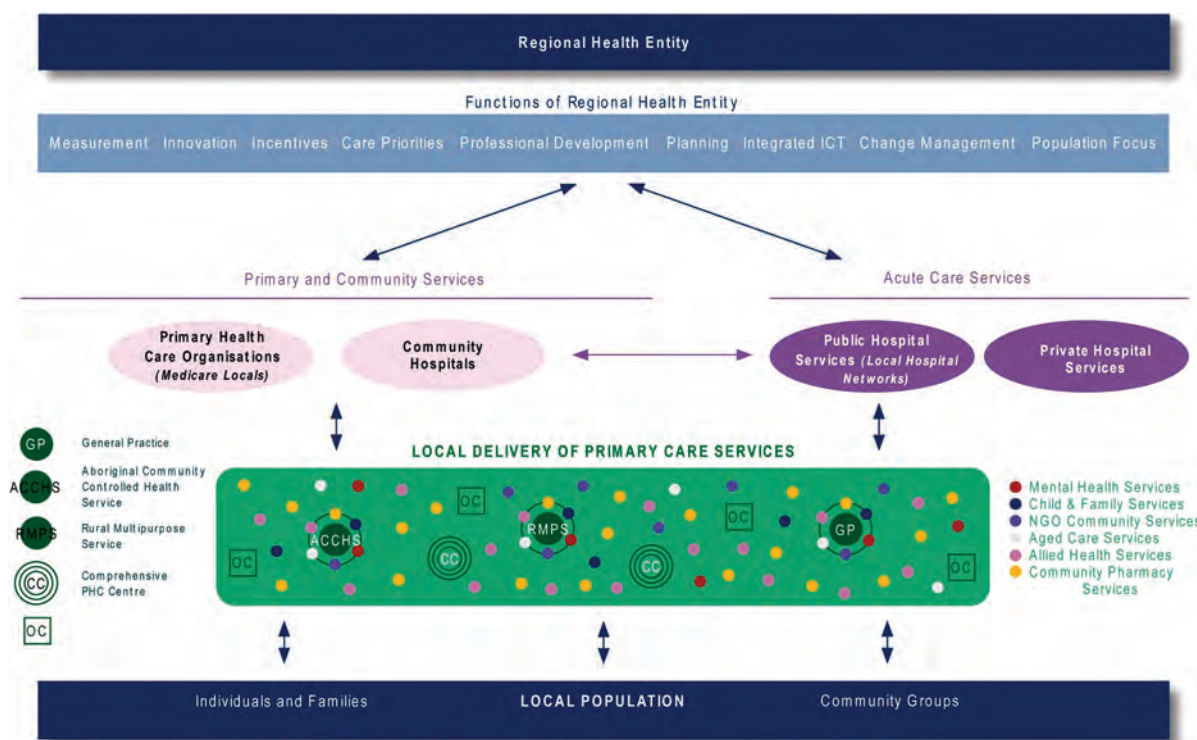 Regional Health Entity
Functions of Regional Health Entity
Measurement Innovation Incentives Care Priorities Professional Development Planning Integrated ICT Change Management Population Focus
Primary and Community Services
Acute Care Services
Primary Health
Care Organisations
(Medicare Locals)
Community
Hospitals
Public Hospital
Services (Local Hospital
Networks)
Private Hospital
Services
GP
General Practice
ACCHS
Aboriginal Community
Controlled Health
Service
RMPS
Rural Multipurpose
Service
CC
Comprehensive
PHC Centre
OC
LOCAL DELIVERY OF PRIMARY CARE SERVICES
OC
ACCHS
CC
OC
RMPS
CC
OC
GP
OC
Mental Health Services
Child & Family Services
NGO Community Services
Aged Care Services
Allied Health Services
Community Pharmacy
Services
Individuals and Families
LOCAL POPULATION
Community Groups